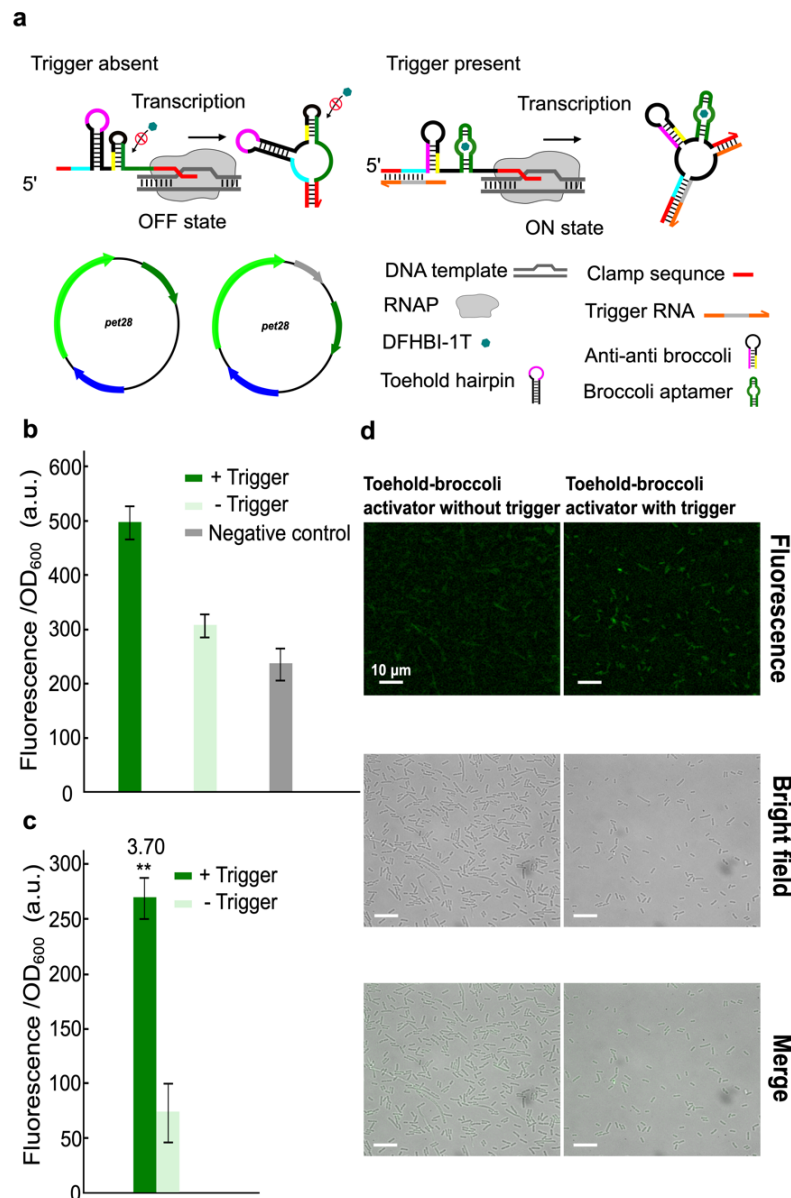 a
Trigger absent
Trigger present
Transcription
Transcription
5'
5'
OFF state
ON state
pet28
pet28
DNA template
Clamp sequnce
RNAP
Trigger RNA
DFHBI-1T
Anti-anti broccoli
Toehold hairpin
Broccoli aptamer
b
Fluorescence /OD600 (a.u.)
600
500
400
300
200
100
0
+ Trigger
- Trigger
Negative control
c
Fluorescence /OD600 (a.u.)
300
250
200
150
100
50
0
3.70
**
+ Trigger
- Trigger
d
Toehold-broccoli
activator without trigger
Toehold-broccoli
activator with trigger
10 μm
Fluorescence
Bright field
Merge